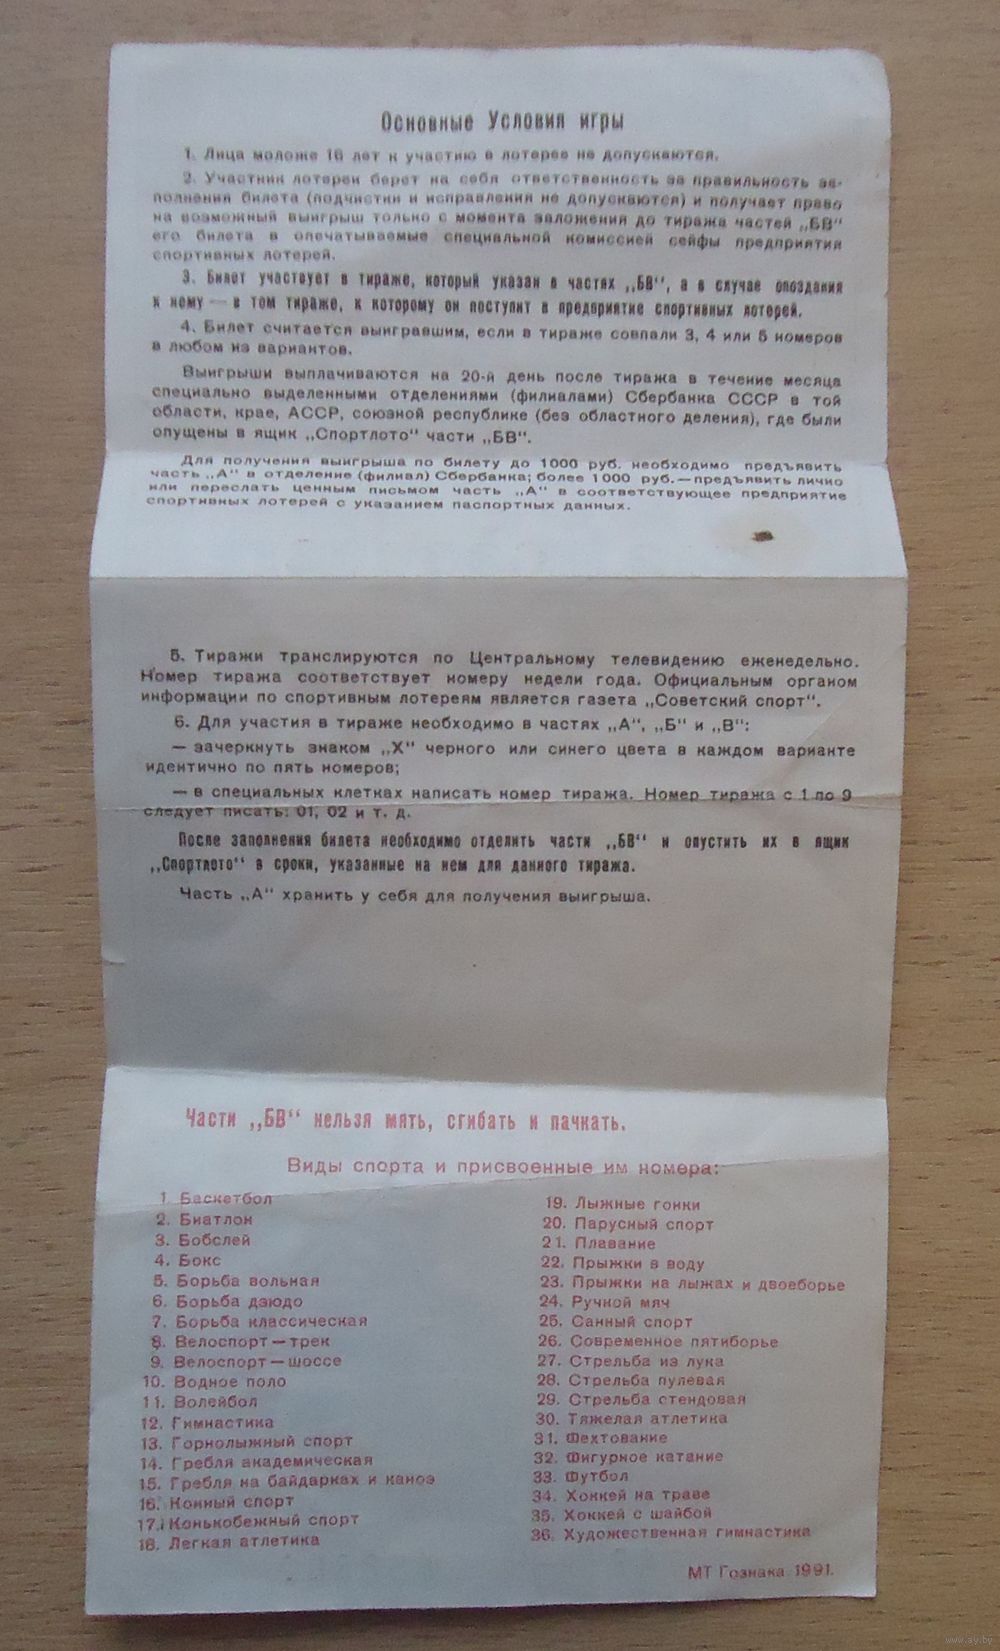 Основные Условия игры
1. Лица моложе 16 лет к участию в лотерее не допускаются.
2. Участник лотереи берет на себя ответственность за правильность за-
полнения билета (подчистки и исправления не допускаются) и получает право
на возможный выигрыш только с момента заложения до тиража частей „БВ“
его билета в опечатываемые специальной комиссией сейфы предприятия
спортивных лотерей.
3. Билет участвует в тираже, который указан в частях „БВ“, а в случае опоздания
к нему — в том тираже, к которому он поступит в предприятие спортивных лотерей.
4. Билет считается выигравшим, если в тираже совпали 3, 4 или 5 номеров
в любом из вариантов.
Выигрыши выплачиваются на 20-й день после тиража в течение месяца
специально выделенными отделениями (филиалами) Сбербанка СССР в той
области, крае, АССР, союзной республике (без областного деления), где были
опущены в ящик „Спортлото“ части „БВ“.
Для получения выигрыша по билету до 1000 руб. необходимо предъявить
часть „А“ в отделение (филиал) Сбербанка; более 1000 руб. — предъявить лично
или переслать ценным письмом часть „А“ в соответствующее предприятие
спортивных лотерей с указанием паспортных данных.
5. Тиражи транслируются по Центральному телевидению еженедельно.
Номер тиража соответствует номеру недели года. Официальным органом
информации по спортивным лотереям является газета „Советский спорт“.
6. Для участия в тираже необходимо в частях „А“, „Б“ и „В“:
— зачеркнуть знаком „Х“ черного или синего цвета в каждом варианте
идентично по пять номеров;
— в специальных клетках написать номер тиража. Номер тиража с 1 по 9
следует писать: 01, 02 и т. д.
После заполнения билета необходимо отделить части „БВ“ и опустить их в ящик
„Спортлото“ в сроки, указанные на нем для данного тиража.
Часть „А“ хранить у себя для получения выигрыша.
Части „БВ“ нельзя мять, сгибать и пачкать.
Виды спорта и присвоенные им номера:
1. Баскетбол
2. Биатлон
3. Бобслей
4. Бокс
5. Борьба вольная
6. Борьба дзюдо
7. Борьба классическая
8. Велоспорт — трек
9. Велоспорт — шоссе
10. Водное поло
11. Волейбол
12. Гимнастика
13. Горнолыжный спорт
14. Гребля академическая
15. Гребля на байдарках и каноэ
16. Конный спорт
17. Конькобежный спорт
18. Легкая атлетика
19. Лыжные гонки
20. Парусный спорт
21. Плавание
22. Прыжки в воду
23. Прыжки на лыжах и двоеборье
24. Ручной мяч
25. Санный спорт
26. Современное пятиборье
27. Стрельба из лука
28. Стрельба пулевая
29. Стрельба стендовая
30. Тяжелая атлетика
31. Фехтование
32. Фигурное катание
33. Футбол
34. Хоккей на траве
35. Хоккей с шайбой
36. Художественная гимнастика
МТ Гознака. 1991.
www.ay.by